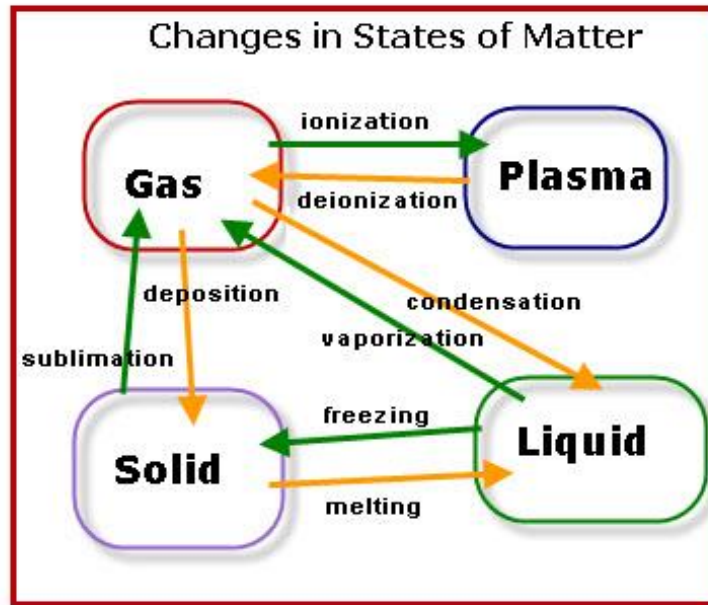 Changes in States of Matter
ionization
Gas
Plasma
deionization
deposition
condensation
sublimation
vaporization
freezing
Solid
Liquid
melting